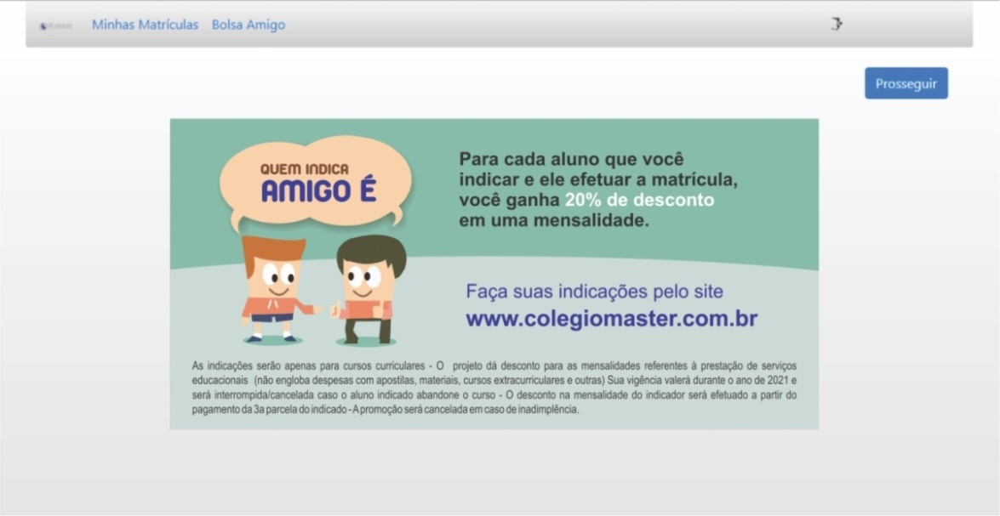 Minhas Matrículas Bolsa Amigo
Prosseguir
QUEM INDICA
AMIGO É
Para cada aluno que você
indicar e ele efetuar a matrícula,
você ganha 20% de desconto
em uma mensalidade.
Faça suas indicações pelo site
www.colegiomaster.com.br
As indicações serão apenas para cursos curriculares - O projeto dá desconto para as mensalidades referentes à prestação de serviços
educacionais (não engloba despesas com apostilas, materiais, cursos extracurriculares e outras) Sua vigência valerá durante o ano de 2021 e
será interrompida/cancelada caso o aluno indicado abandone o curso - O desconto na mensalidade do indicador será efetuado a partir do
pagamento da 3a parcela do indicado - A promoção será cancelada em caso de inadimplência.